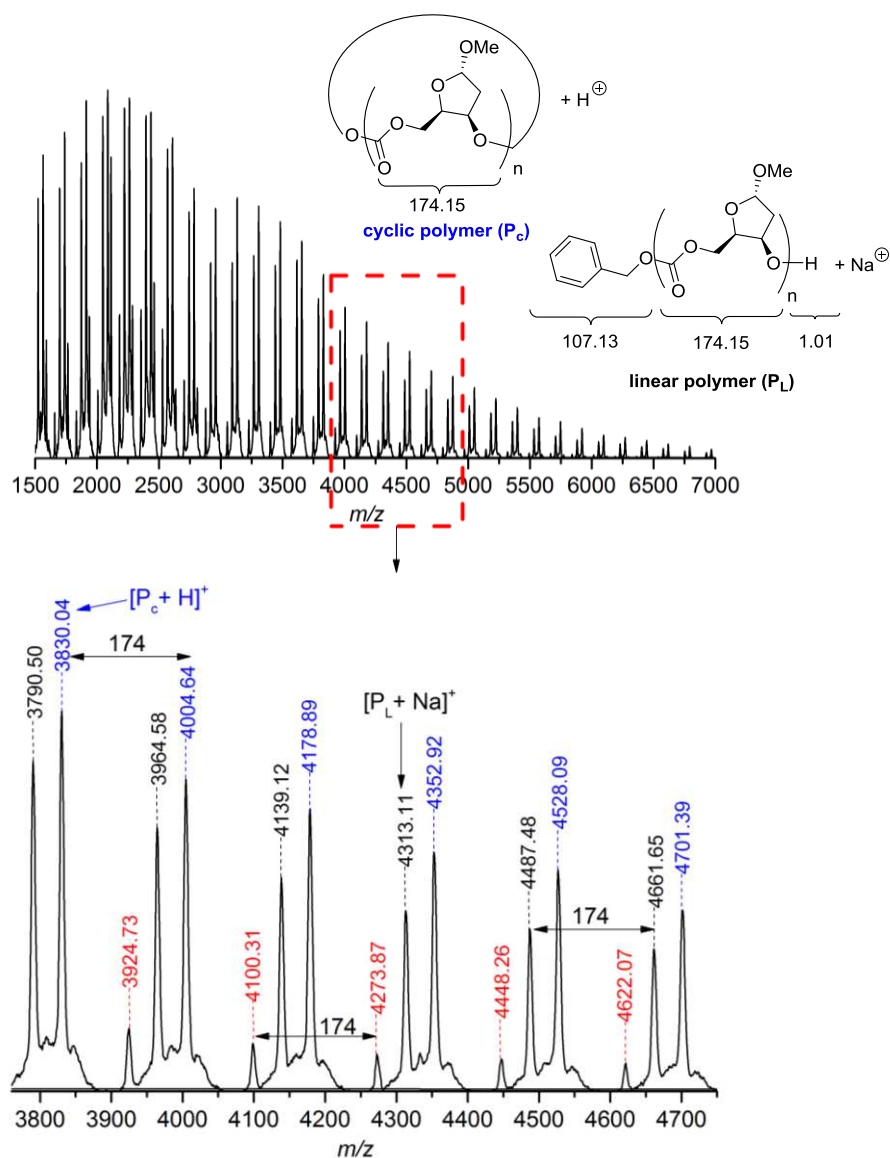 OMe
O
+ H⊕
O
O
O
O
n
174.15
cyclic polymer (Pc)
OMe
O
O
O
O
O
H
+ Na⊕
n
107.13
174.15
1.01
linear polymer (PL)
1500 2000 2500 3000 3500 4000 4500 5000 5500 6000 6500 7000
m/z
[Pc+ H]+
174
[PL+ Na]+
3790.50
3830.04
3924.73
3964.58
4004.64
4100.31
4139.12
4178.89
174
4273.87
4313.11
4352.92
4448.26
4487.48
4528.09
174
4622.07
4661.65
4701.39
3800 3900 4000 4100 4200 4300 4400 4500 4600 4700
m/z